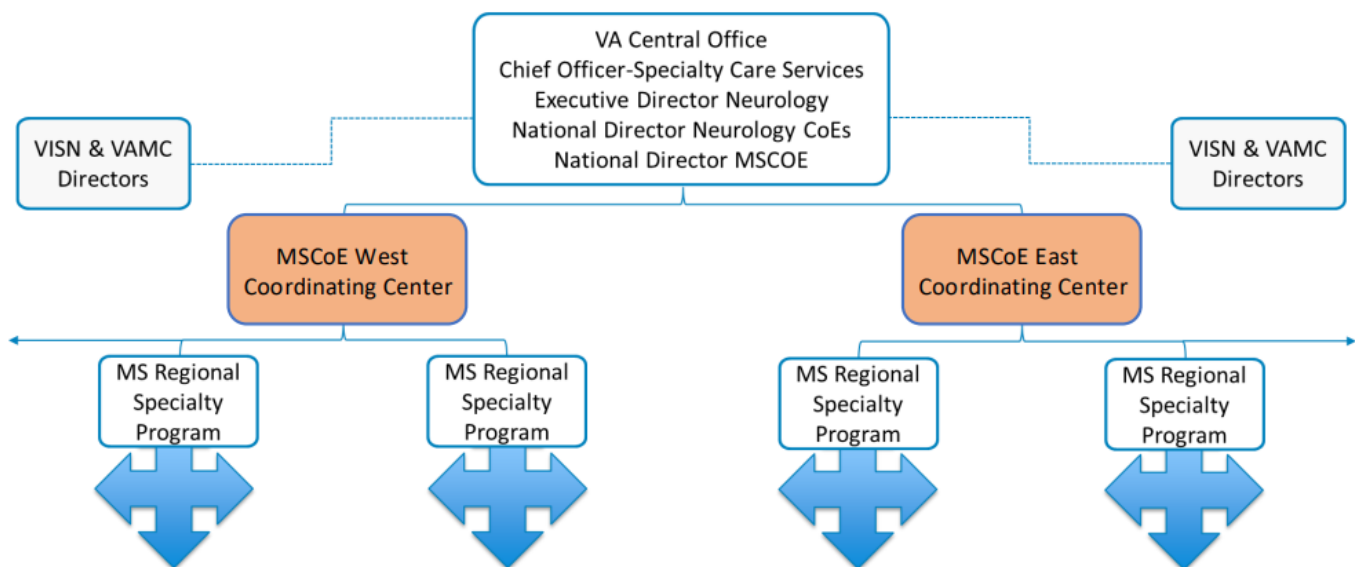 VA Central Office
Chief Officer-Specialty Care Services
Executive Director Neurology
National Director Neurology CoEs
National Director MSCOE
VISN & VAMC
Directors
VISN & VAMC
Directors
MSCoE West
Coordinating Center
MSCoE East
Coordinating Center
MS Regional
Specialty
Program
MS Regional
Specialty
Program
MS Regional
Specialty
Program
MS Regional
Specialty
Program